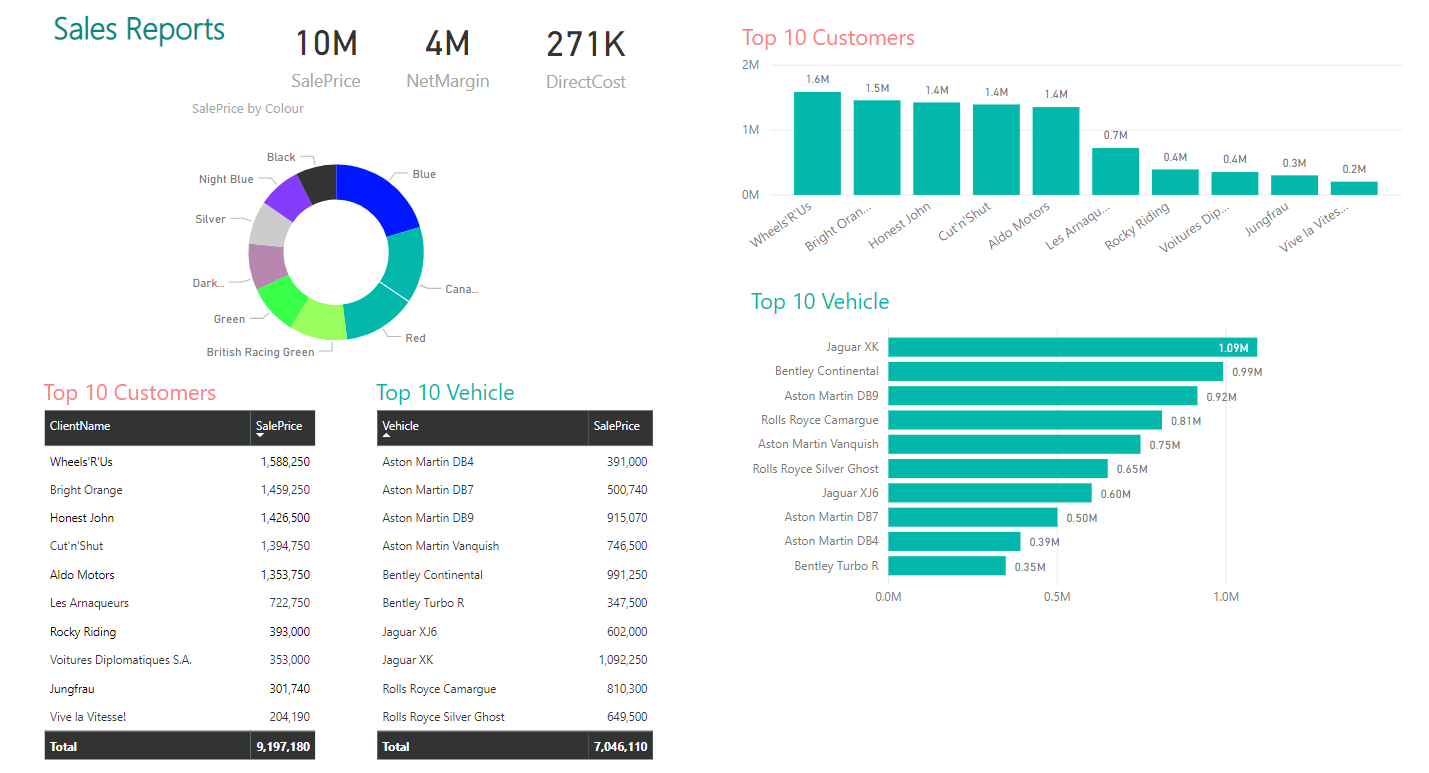 Sales Reports
10M
SalePrice
4M
NetMargin
271K
DirectCost
SalePrice by Colour
Black
Blue
Night Blue
Silver
Dark...
Cana...
Green
Red
British Racing Green
Top 10 Customers
ClientName SalePrice
Wheels'R'Us 1,588,250
Bright Orange 1,459,250
Honest John 1,426,500
Cut'n'Shut 1,394,750
Aldo Motors 1,353,750
Les Arnaqueurs 722,750
Rocky Riding 393,000
Voitures Diplomatiques S.A. 353,000
Jungfrau 301,740
Vive la Vitesse! 204,190
Total 9,197,180
Top 10 Vehicle
Vehicle SalePrice
Aston Martin DB4 391,000
Aston Martin DB7 500,740
Aston Martin DB9 915,070
Aston Martin Vanquish 746,500
Bentley Continental 991,250
Bentley Turbo R 347,500
Jaguar XJ6 602,000
Jaguar XK 1,092,250
Rolls Royce Camargue 810,300
Rolls Royce Silver Ghost 649,500
Total 7,046,110
Top 10 Customers
2M
1M
0M
1.6M 1.5M 1.4M 1.4M 1.4M 0.7M 0.4M 0.4M 0.3M 0.2M
Wheels'R'Us
Bright Oran...
Honest John
Cut'n'Shut
Aldo Motors
Les Arnaqu...
Rocky Riding
Voitures Dip...
Jungfrau
Vive la Vites...
Top 10 Vehicle
Jaguar XK 1.09M
Bentley Continental 0.99M
Aston Martin DB9 0.92M
Rolls Royce Camargue 0.81M
Aston Martin Vanquish 0.75M
Rolls Royce Silver Ghost 0.65M
Jaguar XJ6 0.60M
Aston Martin DB7 0.50M
Aston Martin DB4 0.39M
Bentley Turbo R 0.35M
0.0M 0.5M 1.0M